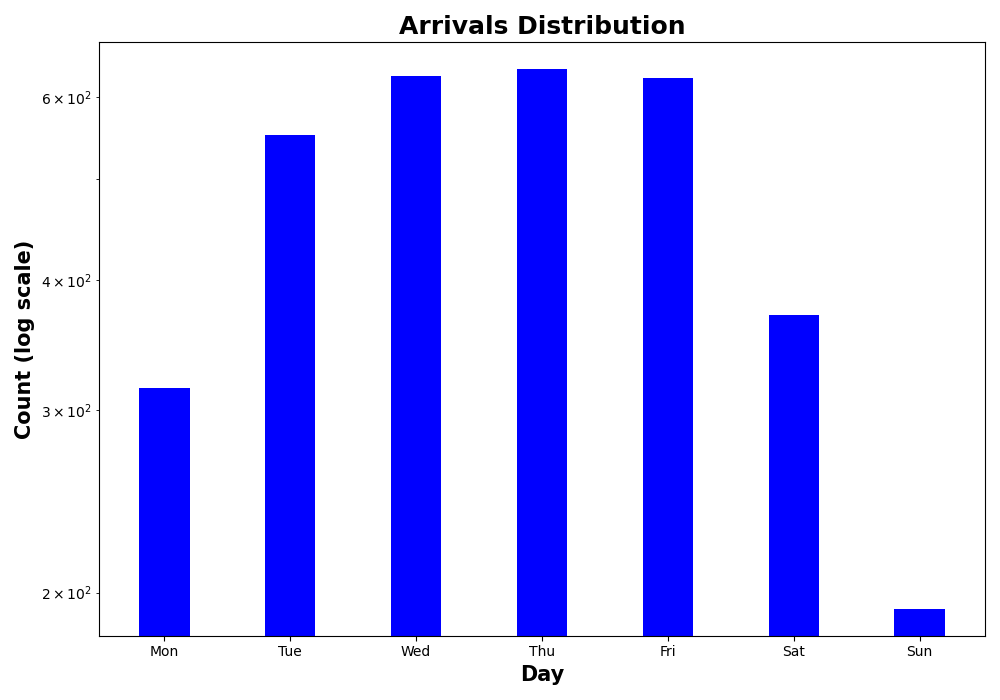 Arrivals Distribution
6 × 10²
4 × 10²
3 × 10²
2 × 10²
Count (log scale)
Mon Tue Wed Thu Fri Sat Sun
Day